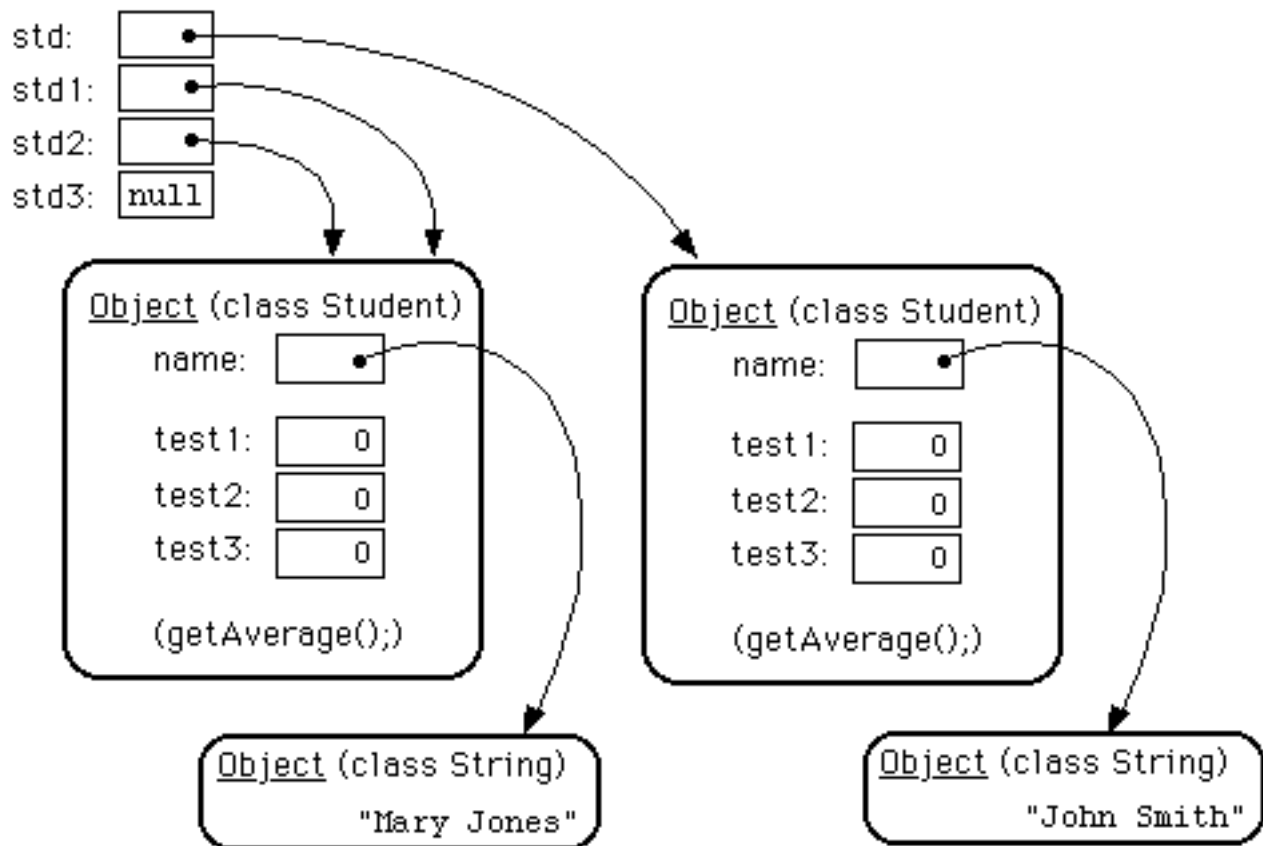 std:
std1:
std2:
std3: null
Object (class Student)
name:
test1: 0
test2: 0
test3: 0
(getAverage();)
Object (class Student)
name:
test1: 0
test2: 0
test3: 0
(getAverage();)
Object (class String)
"Mary Jones"
Object (class String)
"John Smith"